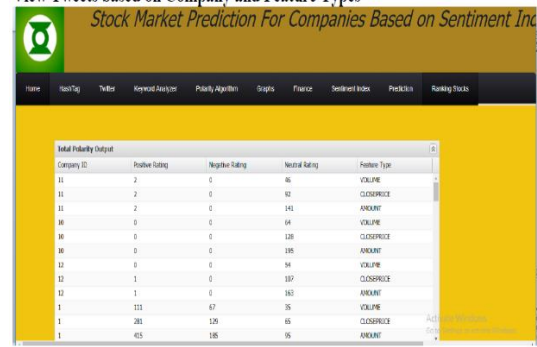 View Tweets based on Company and Feature Types
Stock Market Prediction For Companies Based on Sentiment Ind
Home HashTag Twitter Keyword Analyzer Polarity Algorithm Graphs Finance Sentiment Index Prediction Ranking Stocks
Total Polarity Output
Company ID Positive Rating Negative Rating Neutral Rating Feature Type
11 2 0 46 VOLUME
11 2 0 92 CLOSEPRICE
11 2 0 141 AMOUNT
10 0 0 64 VOLUME
10 0 0 128 CLOSEPRICE
10 0 0 195 AMOUNT
12 0 0 54 VOLUME
12 1 0 107 CLOSEPRICE
12 1 0 163 AMOUNT
1 111 67 35 VOLUME
1 281 129 65 CLOSEPRICE
1 415 185 95 AMOUNT
Activate Windows